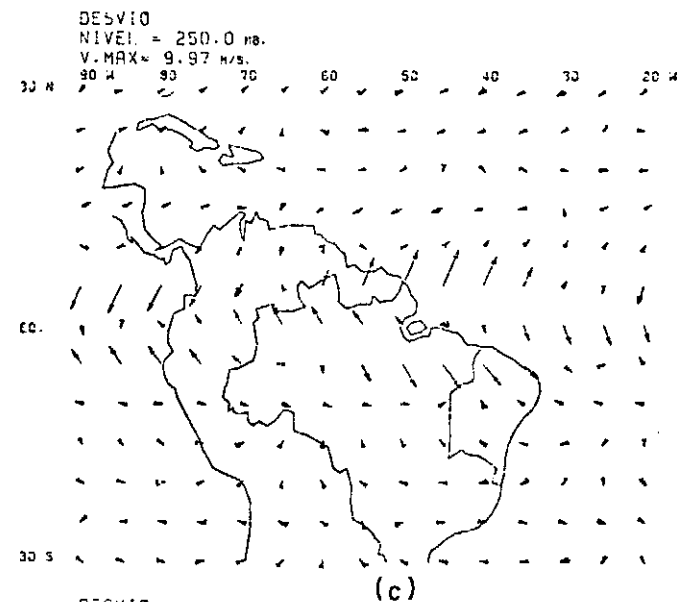 DESVIO
NIVEL = 250.0 MB.
V.MAX= 9.97 M/S.
90 W 80 70 60 50 40 30 20 W
30 N
EQ.
30 S
(c)